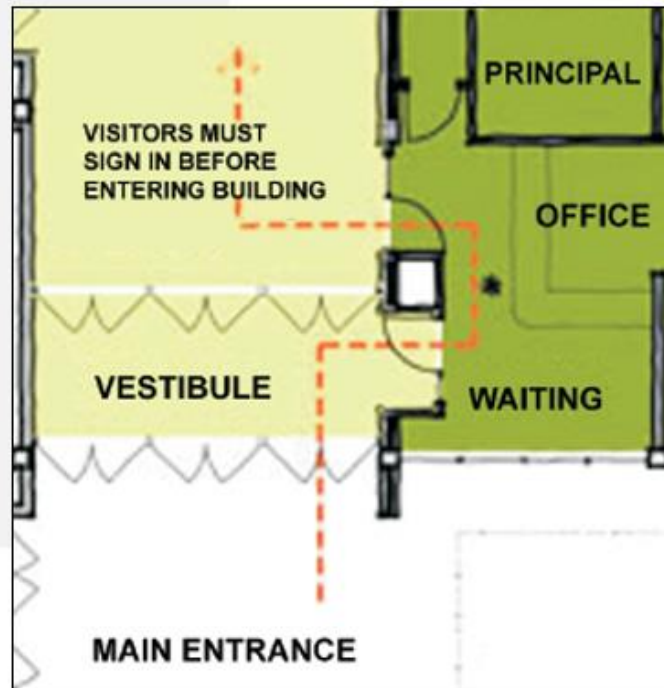 PRINCIPAL
VISITORS MUST
SIGN IN BEFORE
ENTERING BUILDING
OFFICE
VESTIBULE
WAITING
MAIN ENTRANCE